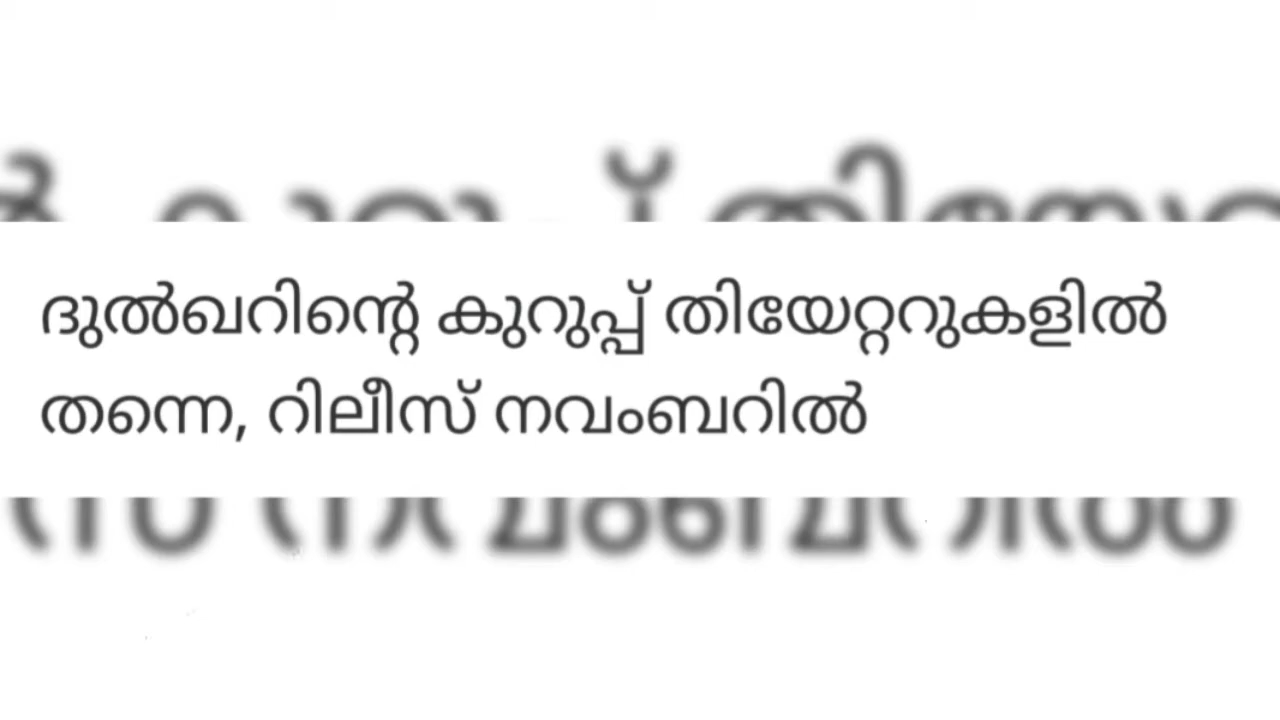 ദുൽഖറിന്റെ കുറുപ്പ് തിയേറ്ററുകളിൽ
തന്നെ, റിലീസ് നവംബറിൽ